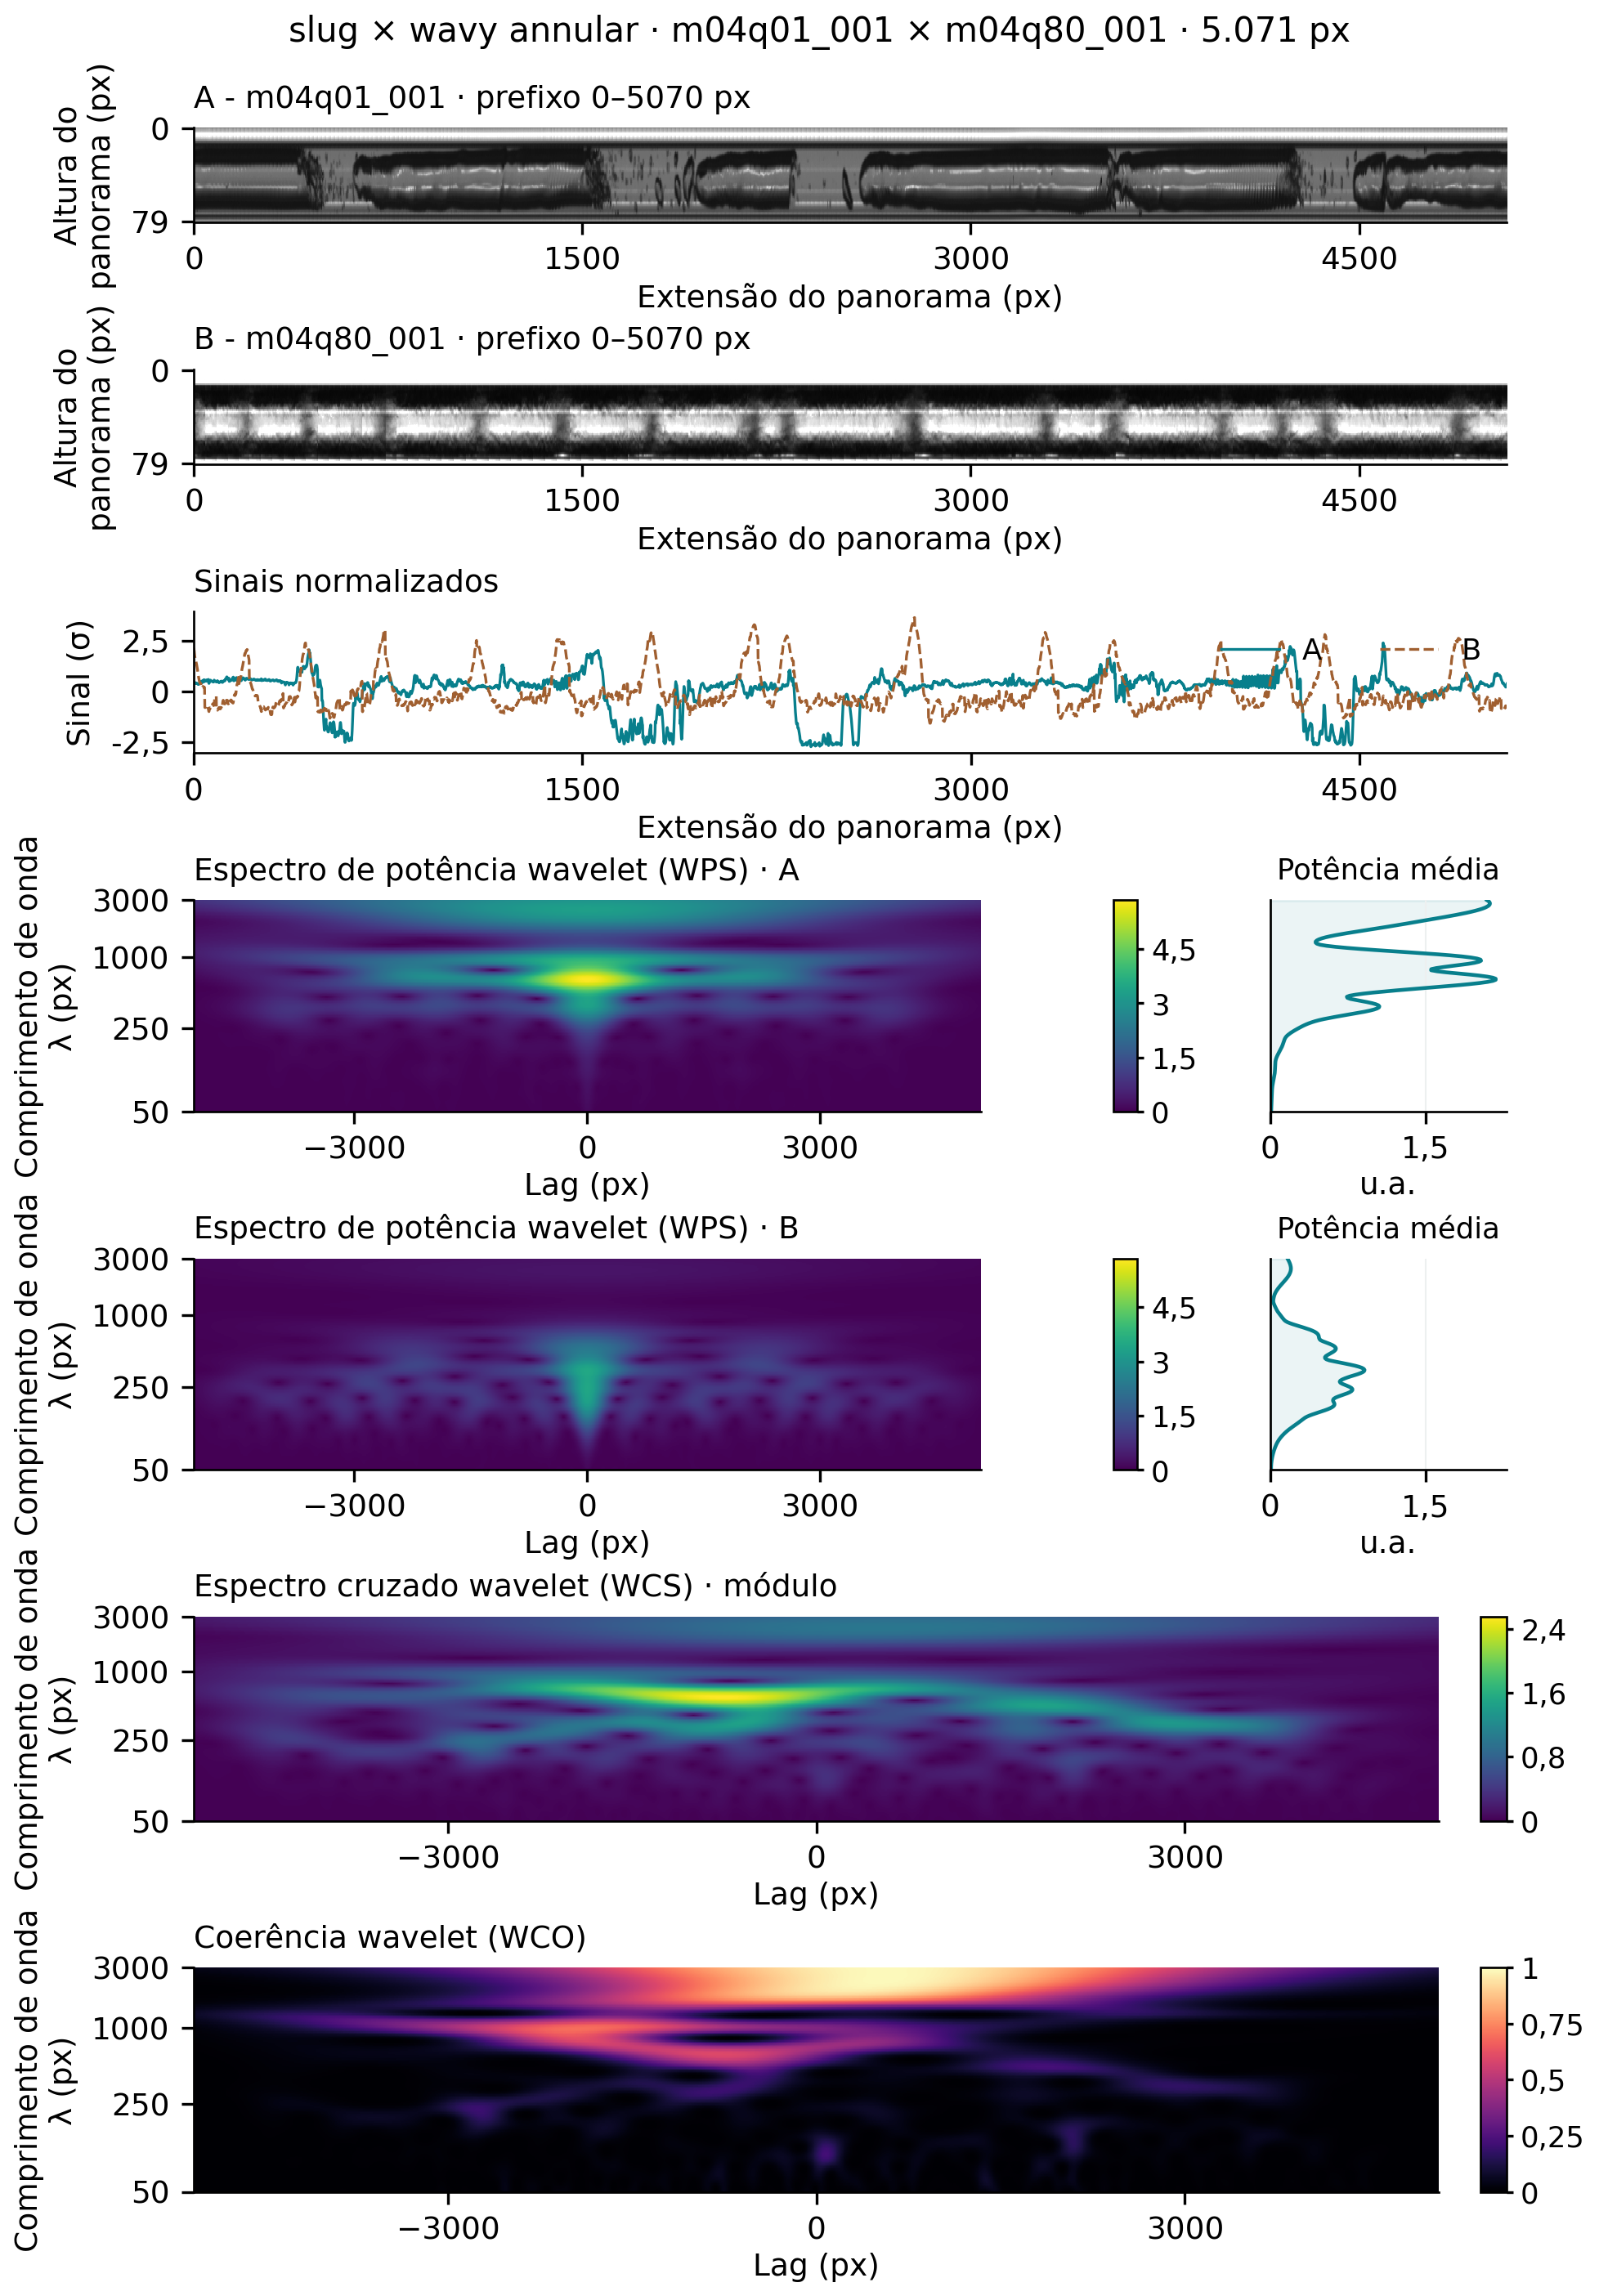 slug × wavy annular · m04q01_001 × m04q80_001 · 5.071 px
A - m04q01_001 · prefixo 0–5070 px
Altura do
panorama (px)
0
79
0 1500 3000 4500
Extensão do panorama (px)
B - m04q80_001 · prefixo 0–5070 px
Altura do
panorama (px)
0
79
0 1500 3000 4500
Extensão do panorama (px)
Sinais normalizados
Sinal (σ)
2,5
0
-2,5
A B
0 1500 3000 4500
Extensão do panorama (px)
Espectro de potência wavelet (WPS) · A
Comprimento de onda
λ (px)
3000
1000
250
50
−3000 0 3000
Lag (px)
4,5
3
1,5
0
Potência média
0 1,5
u.a.
Espectro de potência wavelet (WPS) · B
Comprimento de onda
λ (px)
3000
1000
250
50
−3000 0 3000
Lag (px)
4,5
3
1,5
0
Potência média
0 1,5
u.a.
Espectro cruzado wavelet (WCS) · módulo
Comprimento de onda
λ (px)
3000
1000
250
50
−3000 0 3000
Lag (px)
2,4
1,6
0,8
0
Coerência wavelet (WCO)
Comprimento de onda
λ (px)
3000
1000
250
50
−3000 0 3000
Lag (px)
1
0,75
0,5
0,25
0